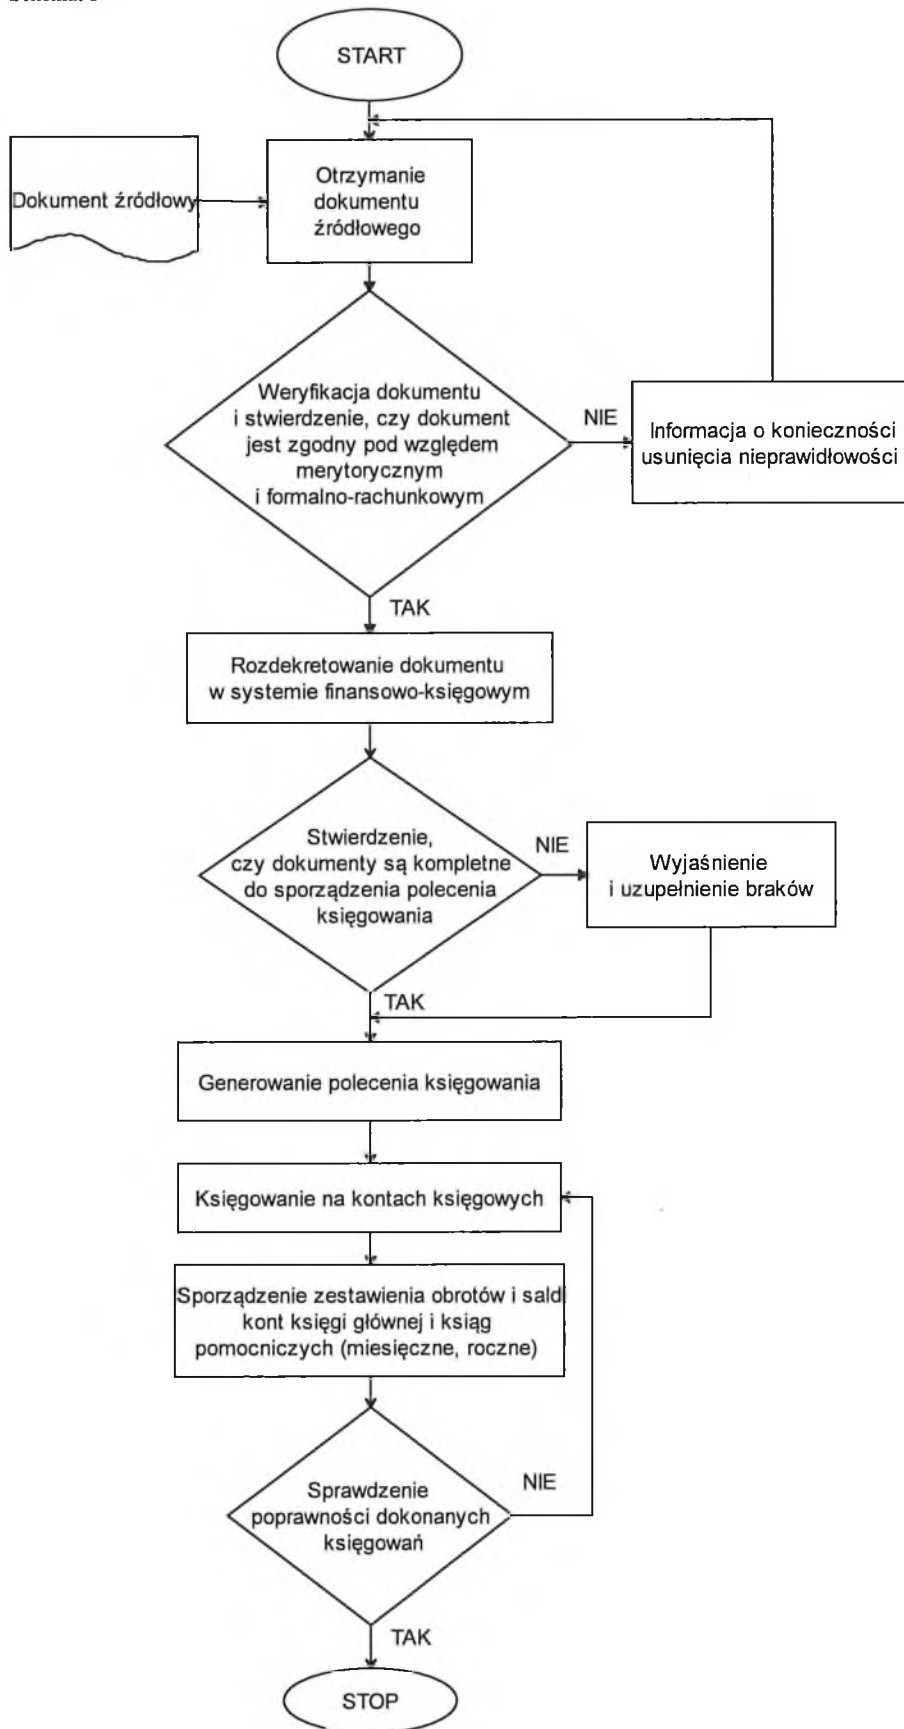 START
Dokument źródłowy
Otrzymanie
dokumentu
źródłowego
Weryfikacja dokumentu
i stwierdzenie, czy dokument
jest zgodny pod względem
merytorycznym
i formalno-rachunkowym
NIE
Informacja o konieczności
usunięcia nieprawidłowości
TAK
Rozdekretowanie dokumentu
w systemie finansowo-księgowym
Stwierdzenie,
czy dokumenty są kompletne
do sporządzenia polecenia
księgowania
NIE
Wyjaśnienie
i uzupełnienie braków
TAK
Generowanie polecenia księgowania
Księgowanie na kontach księgowych
Sporządzenie zestawienia obrotów i sald
kont księgi głównej i ksiąg
pomocniczych (miesięczne, roczne)
Sprawdzenie
poprawności dokonanych
księgowań
NIE
TAK
STOP